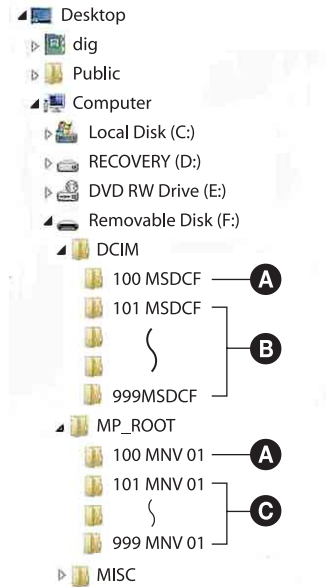 Desktop
dig
Public
Computer
Local Disk (C:)
RECOVERY (D:)
DVD RW Drive (E:)
Removable Disk (F:)
DCIM
100 MSDCF A
101 MSDCF
B
999MSDCF
MP_ROOT
100 MNV 01 A
101 MNV 01
C
999 MNV 01
MISC